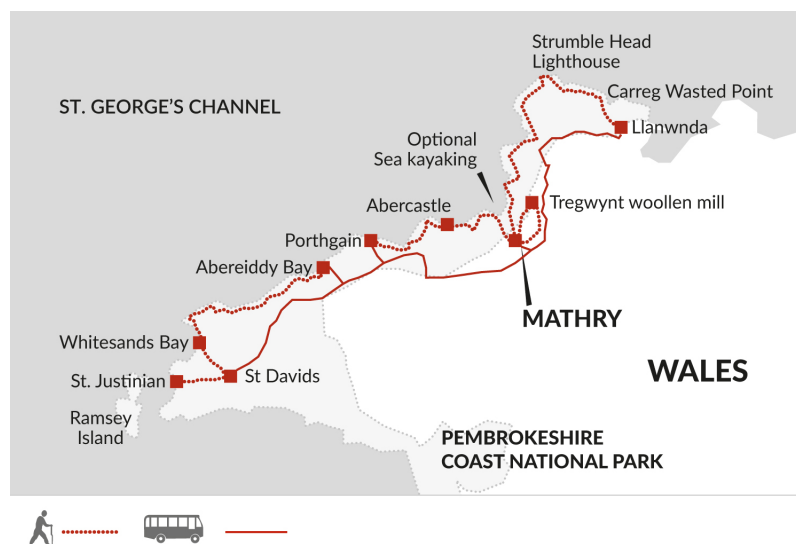 Strumble Head
Lighthouse
Carreg Wasted Point
ST. GEORGE'S CHANNEL
Llanwnda
Optional
Sea kayaking
Abercastle
Tregwynt woollen mill
Porthgain
Abereiddy Bay
MATHRY
Whitesands Bay
WALES
St. Justinian
St Davids
Ramsey
Island
PEMBROKESHIRE
COAST NATIONAL PARK